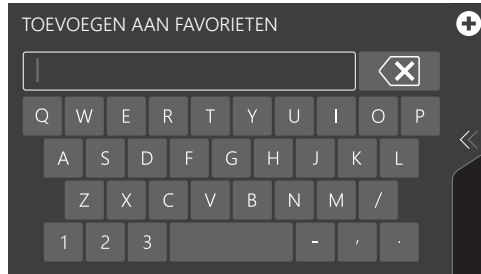 TOEVOEGEN AAN FAVORIETEN
Q W E R T Y U I O P
A S D F G H J K L
Z X C V B N M /
1 2 3 - , .